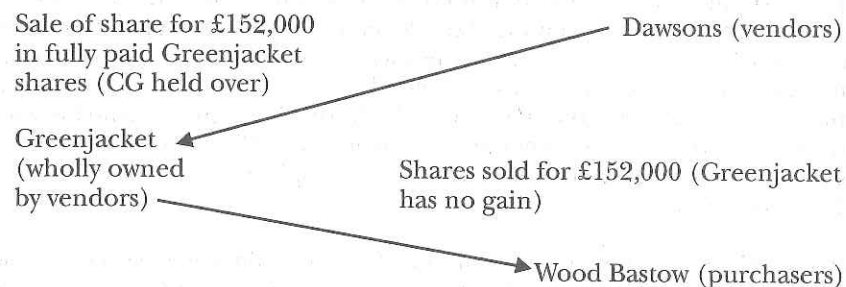 Sale of share for £152,000
in fully paid Greenjacket
shares (CG held over)
Dawsons (vendors)
Greenjacket
(wholly owned
by vendors)
Shares sold for £152,000 (Greenjacket
has no gain)
Wood Bastow (purchasers)